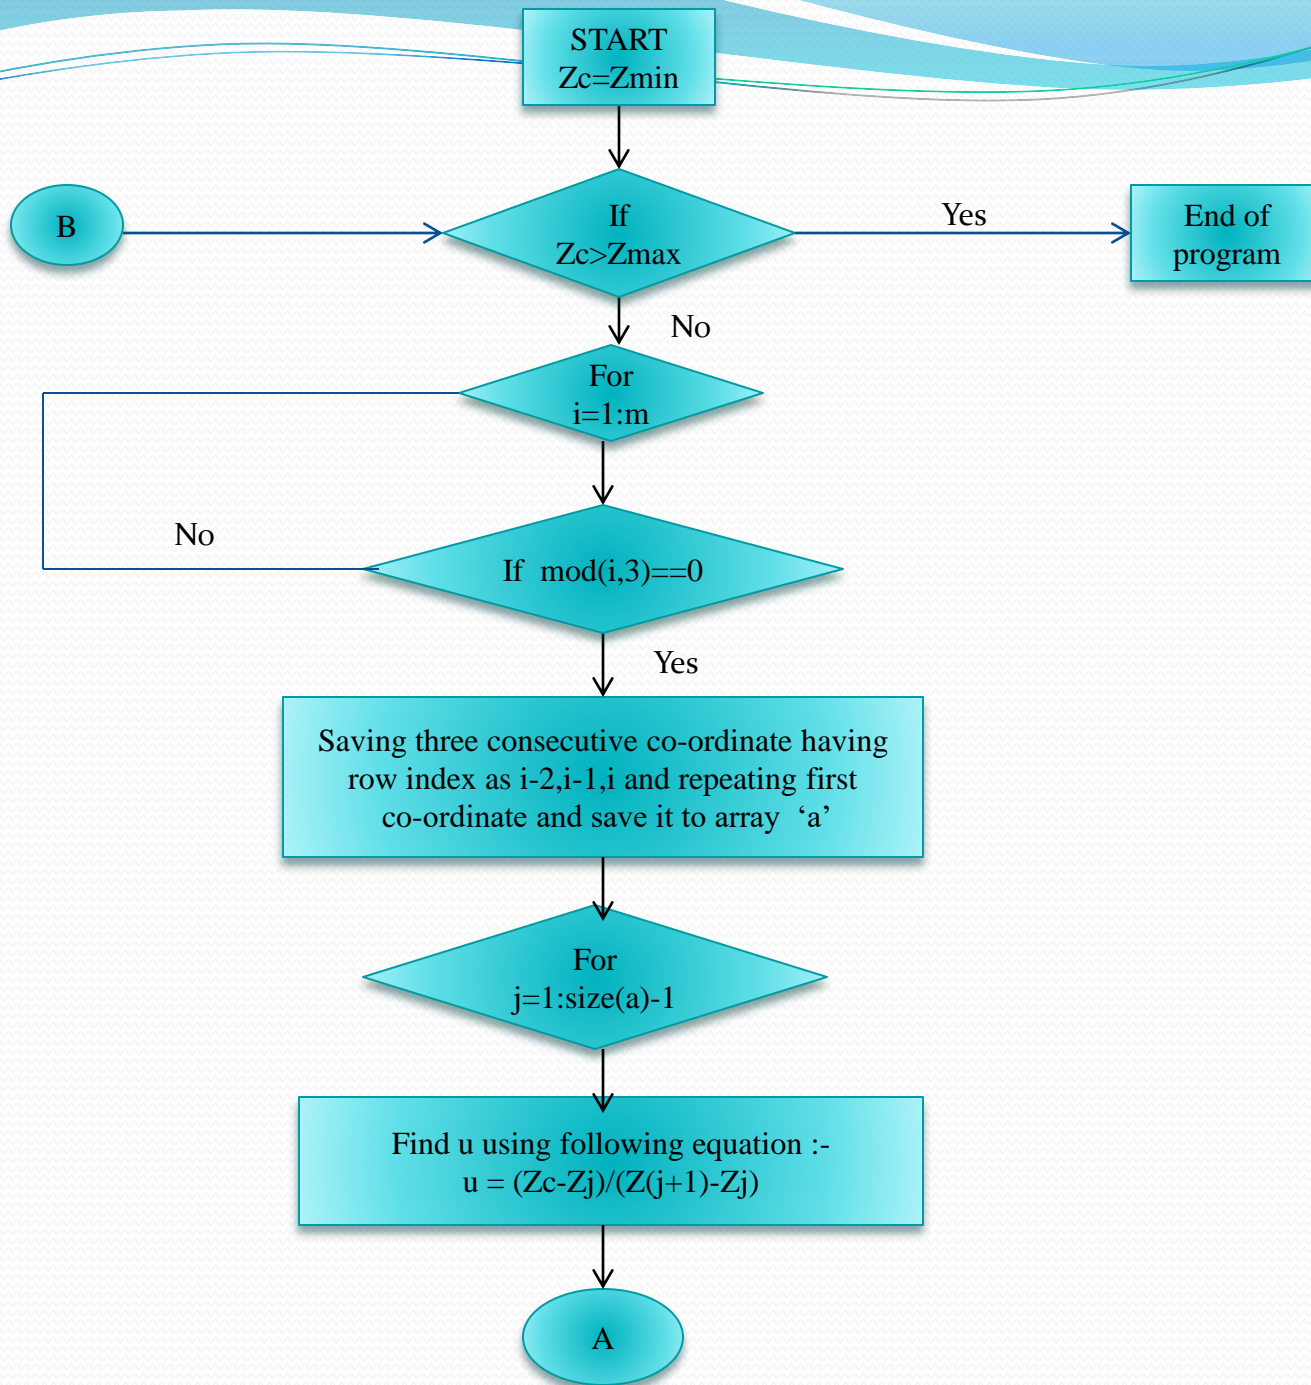 START
Zc=Zmin
B
If
Zc>Zmax
Yes
End of
program
No
For
i=1:m
No
If  mod(i,3)==0
Yes
Saving three consecutive co-ordinate having
row index as i-2,i-1,i and repeating first
co-ordinate and save it to array  ‘a’
For
j=1:size(a)-1
Find u using following equation :-
u = (Zc-Zj)/(Z(j+1)-Zj)
A